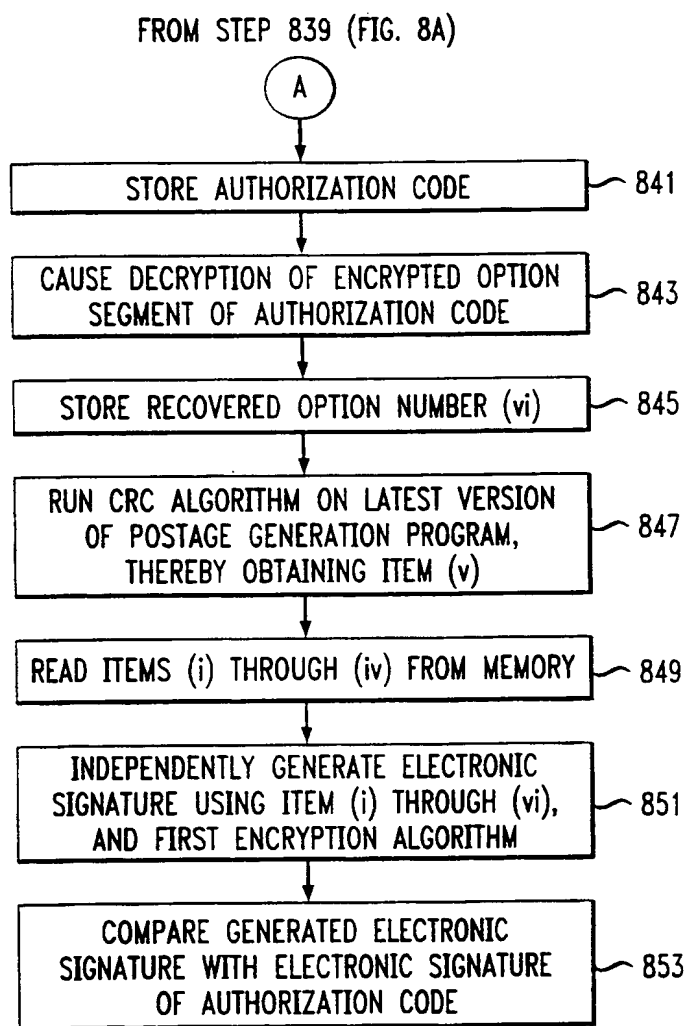 FROM STEP 839 (FIG. 8A)
A
STORE AUTHORIZATION CODE
841
CAUSE DECRYPTION OF ENCRYPTED OPTION
SEGMENT OF AUTHORIZATION CODE
843
STORE RECOVERED OPTION NUMBER (vi)
845
RUN CRC ALGORITHM ON LATEST VERSION
OF POSTAGE GENERATION PROGRAM,
THEREBY OBTAINING ITEM (v)
847
READ ITEMS (i) THROUGH (iv) FROM MEMORY
849
INDEPENDENTLY GENERATE ELECTRONIC
SIGNATURE USING ITEM (i) THROUGH (vi),
AND FIRST ENCRYPTION ALGORITHM
851
COMPARE GENERATED ELECTRONIC
SIGNATURE WITH ELECTRONIC SIGNATURE
OF AUTHORIZATION CODE
853